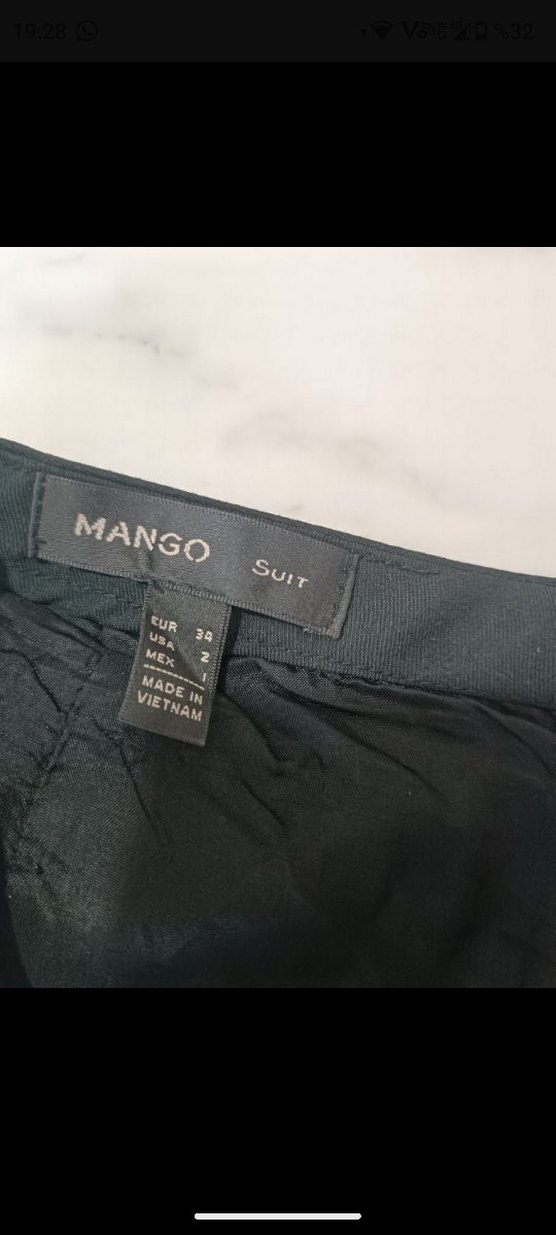 19:28
%32
MANGO SUIT
EUR 34
USA 2
MEX 1
MADE IN
VIETNAM